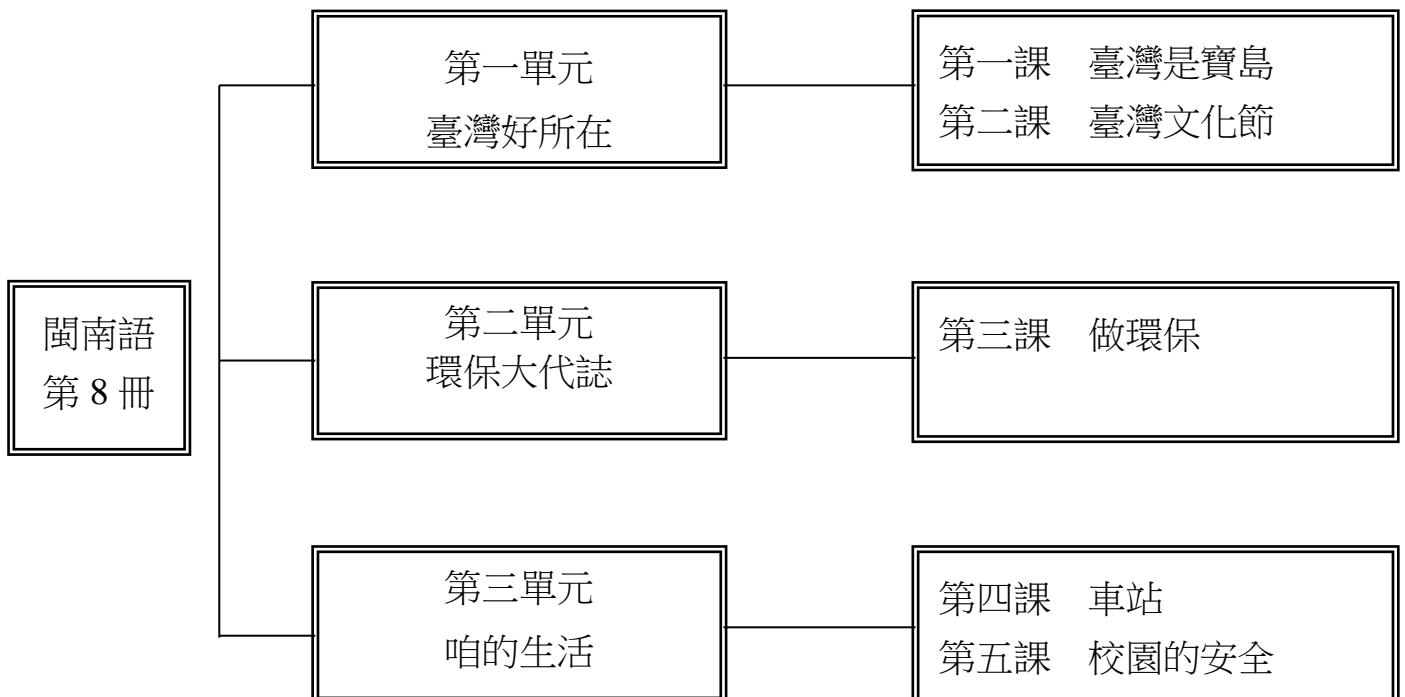 閩南語
第 8 冊
第一單元
臺灣好所在
第一課 臺灣是寶島
第二課 臺灣文化節
第二單元
環保大代誌
第三課 做環保
第三單元
咱的生活
第四課 車站
第五課 校園的安全